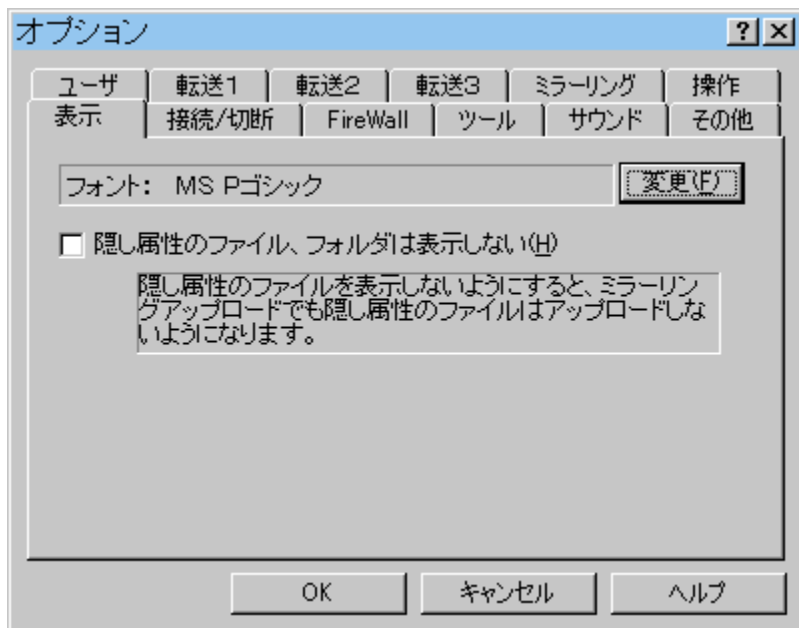 オプション
ユーザ 転送1 転送2 転送3 ミラーリング 操作
表示 接続/切断 FireWall ツール サウンド その他
フォント： MS Pゴシック 変更(F)
隠し属性のファイル、フォルダは表示しない(H)
隠し属性のファイルを表示しないようにすると、ミラーリン
グアップロードでも隠し属性のファイルはアップロードしな
いようになります。
OK キャンセル ヘルプ